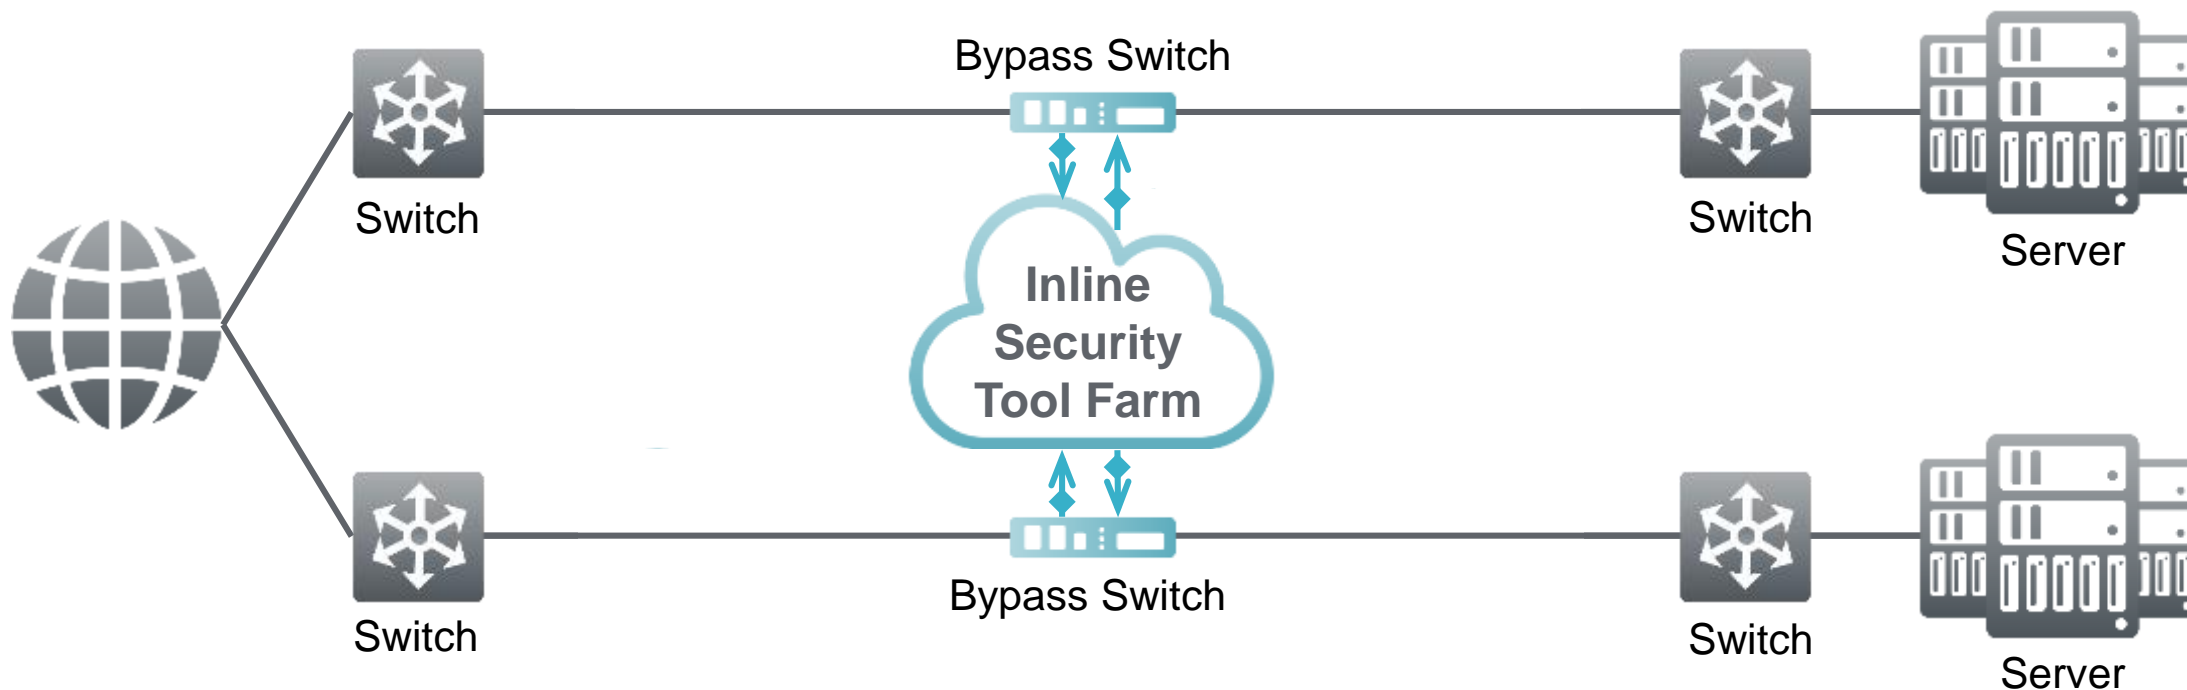 Bypass Switch
Switch
Switch
Server
Inline
Security
Tool Farm
Bypass Switch
Switch
Switch
Server